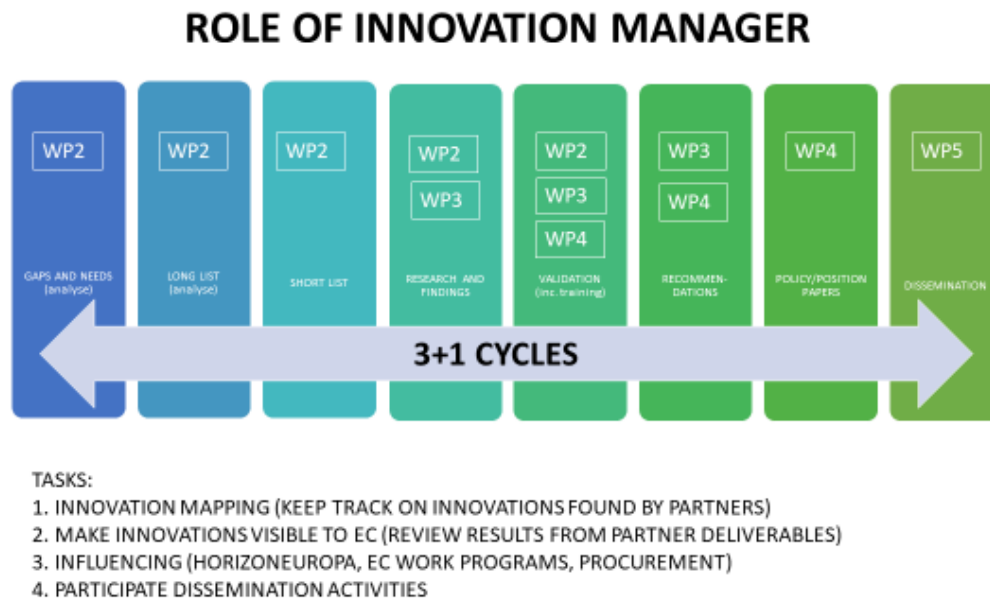 ROLE OF INNOVATION MANAGER
WP2
GAPS AND NEEDS
(analyse)
WP2
LONG LIST
(analyse)
WP2
SHORT LIST
WP2
WP3
RESEARCH AND
FINDINGS
WP2
WP3
WP4
VALIDATION
(inc. training)
WP3
WP4
RECOMMEN-
DATIONS
WP4
POLICY/POSITION
PAPERS
WP5
DISSEMINATION
3+1 CYCLES
TASKS:
1. INNOVATION MAPPING (KEEP TRACK ON INNOVATIONS FOUND BY PARTNERS)
2. MAKE INNOVATIONS VISIBLE TO EC (REVIEW RESULTS FROM PARTNER DELIVERABLES)
3. INFLUENCING (HORIZONEUROPA, EC WORK PROGRAMS, PROCUREMENT)
4. PARTICIPATE DISSEMINATION ACTIVITIES